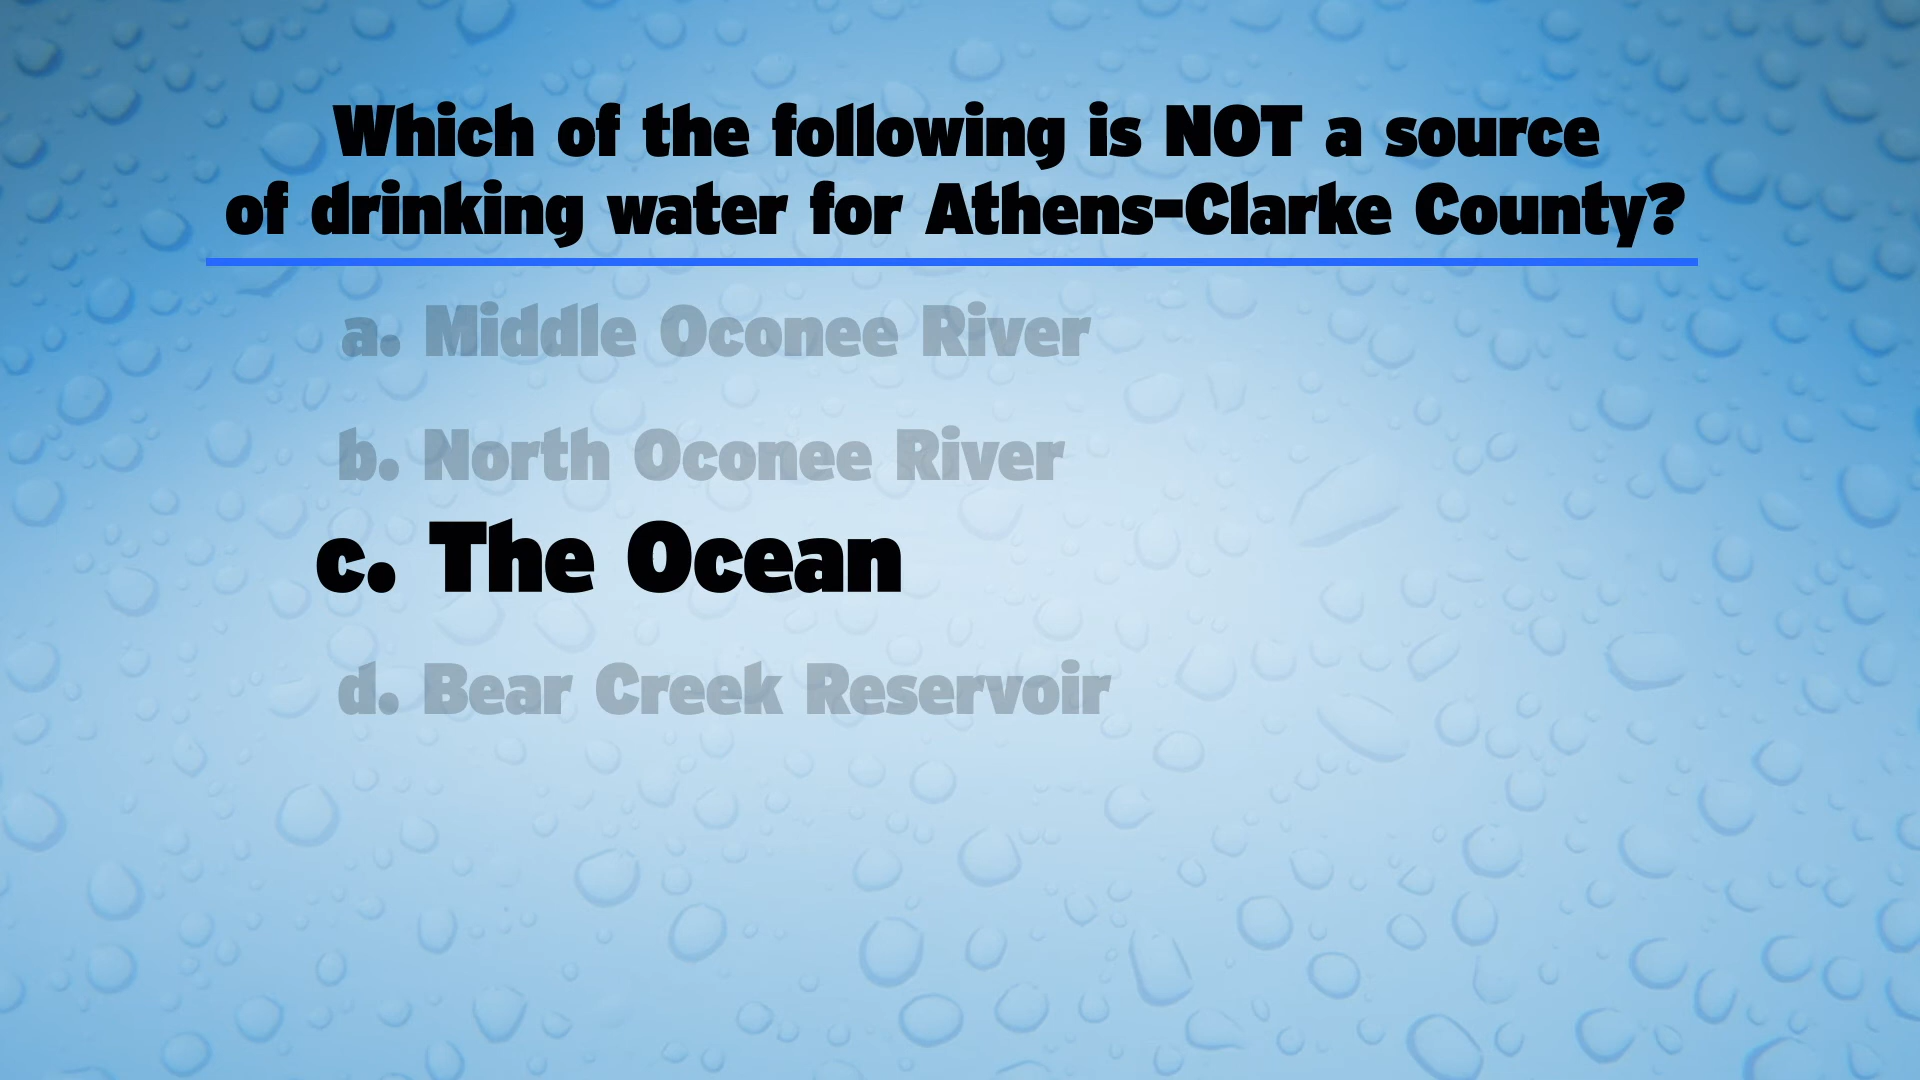 Which of the following is NOT a source
of drinking water for Athens-Clarke County?
a. Middle Oconee River
b. North Oconee River
c. The Ocean
d. Bear Creek Reservoir